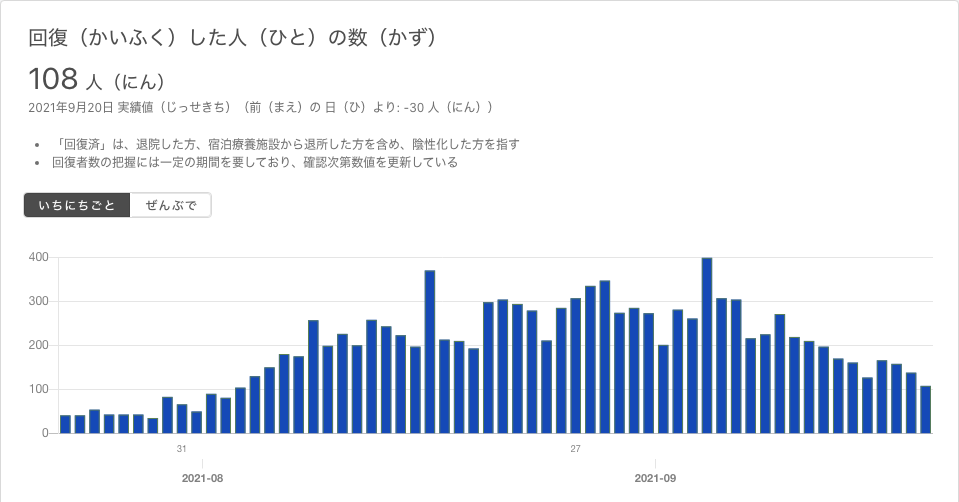 回復（かいふく）した人（ひと）の数（かず）
108 人（にん）
2021年9月20日 実績値（じっせきち）（前（まえ）の 日（ひ）より: -30 人（にん））
• 「回復済」は、退院した方、宿泊療養施設から退所した方を含め、陰性化した方を指す
• 回復者数の把握には一定の期間を要しており、確認次第数値を更新している
いちにちごと ぜんぶで
400
300
200
100
0
31 27
2021-08 2021-09